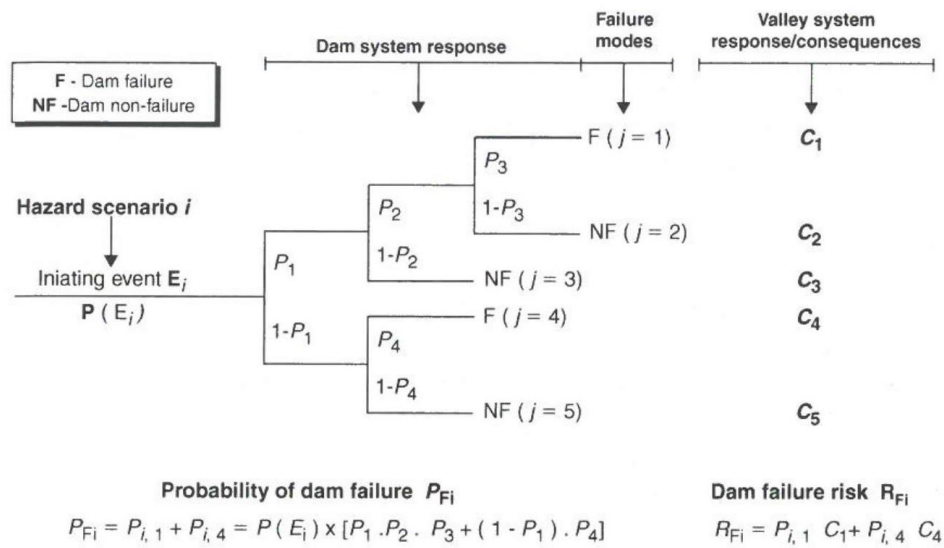 Dam system response
Failure
modes
Valley system
response/consequences
F - Dam failure
NF -Dam non-failure
F ( j = 1)
C1
P3
1-P3
Hazard scenario i
P2
NF ( j = 2)
C2
1-P2
Iniating event Ei
P1
NF ( j = 3)
C3
P ( Ei)
1-P1
F ( j = 4)
C4
P4
1-P4
NF ( j = 5)
C5
Probability of dam failure PFi
Dam failure risk RFi
PFi = Pi, 1 + Pi, 4 = P ( Ei ) x [P1 .P2 . P3 + ( 1 - P1 ) . P4]
RFi = Pi, 1 C1+ Pi, 4 C4